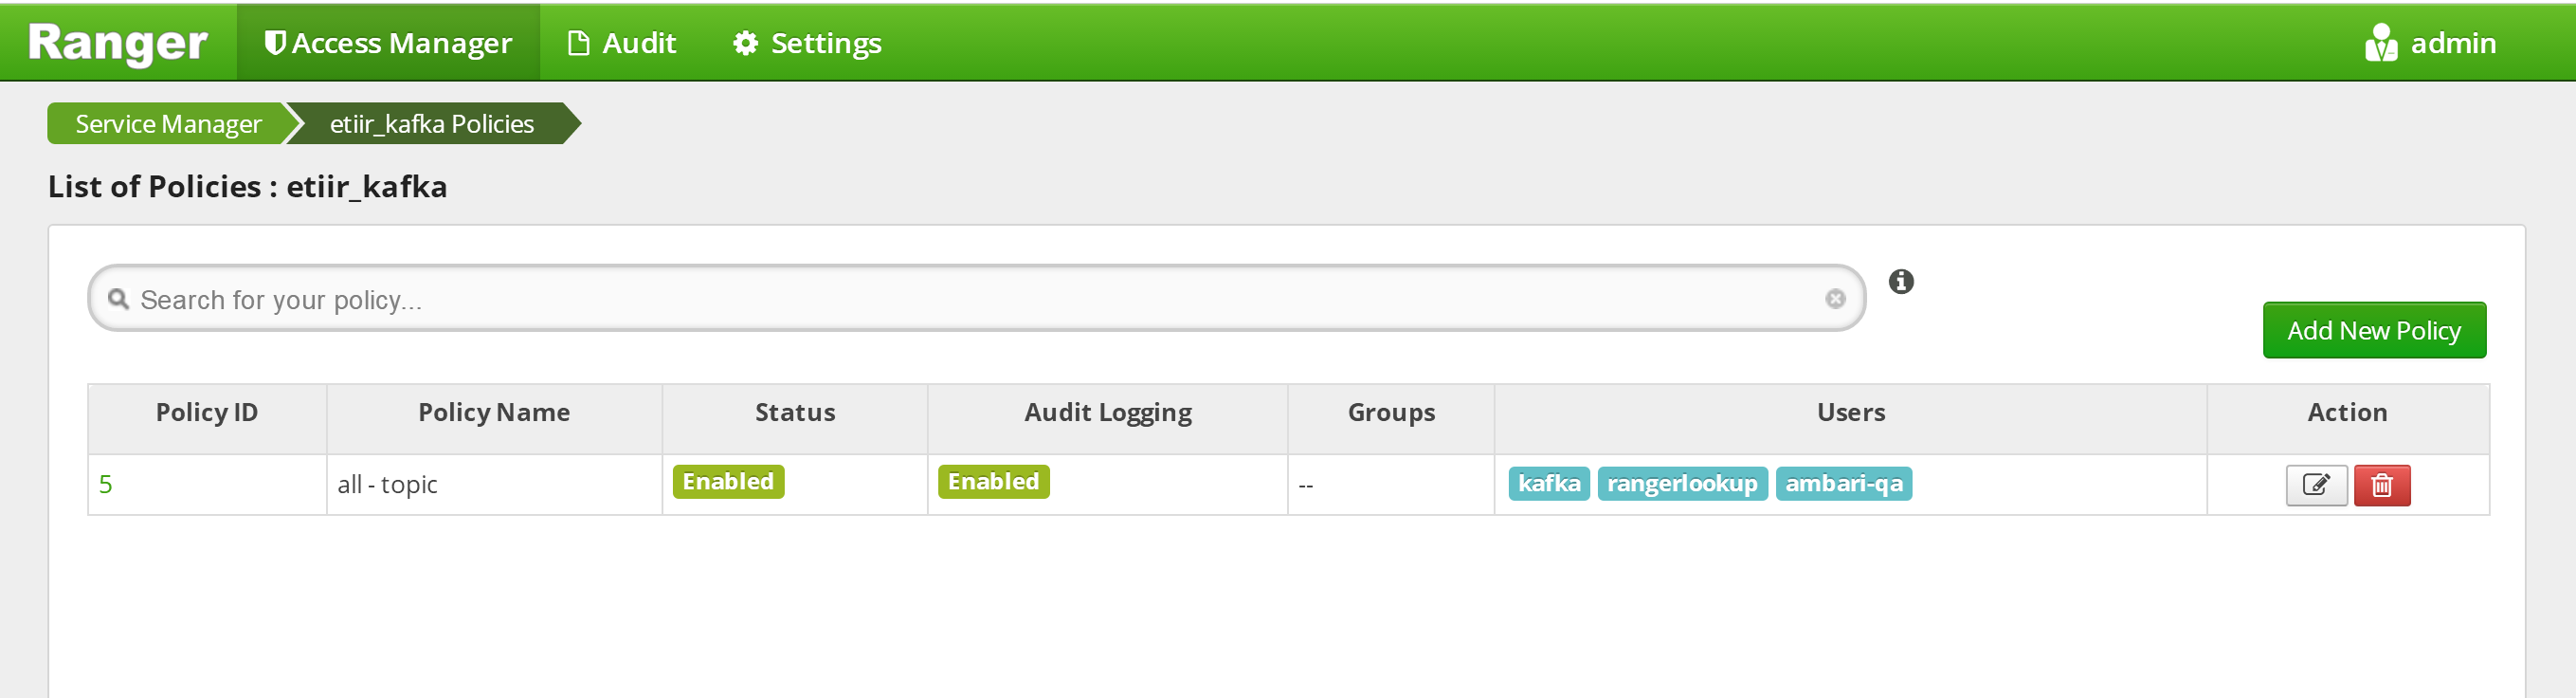 Ranger Access Manager Audit Settings admin
Service Manager etiir_kafka Policies
List of Policies : etiir_kafka
Search for your policy...
Add New Policy
Policy ID Policy Name Status Audit Logging Groups Users Action
5 all - topic Enabled Enabled -- kafka rangerlookup ambari-qa